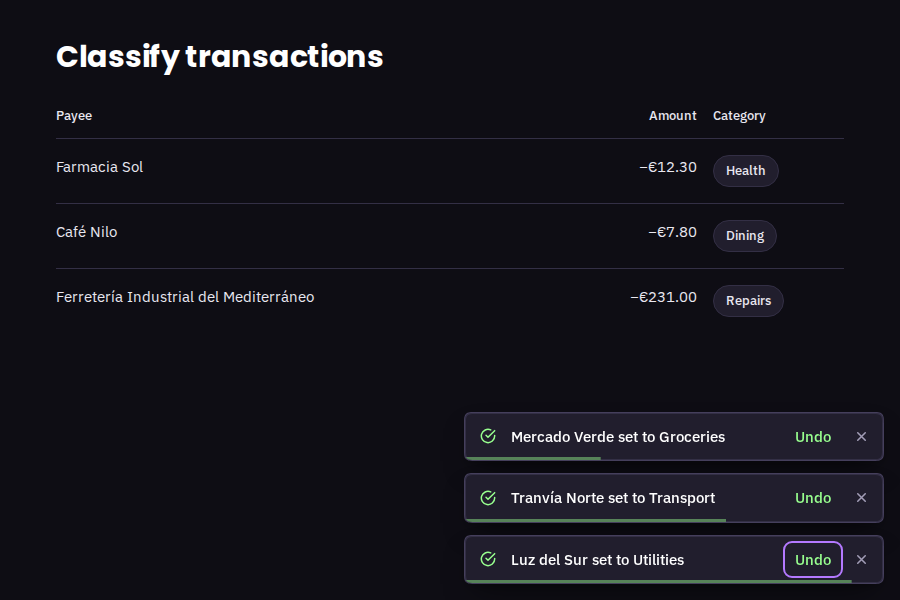 Classify transactions
Payee Amount Category
Farmacia Sol −€12.30 Health
Café Nilo −€7.80 Dining
Ferretería Industrial del Mediterráneo −€231.00 Repairs
Mercado Verde set to Groceries Undo
Tranvía Norte set to Transport Undo
Luz del Sur set to Utilities Undo